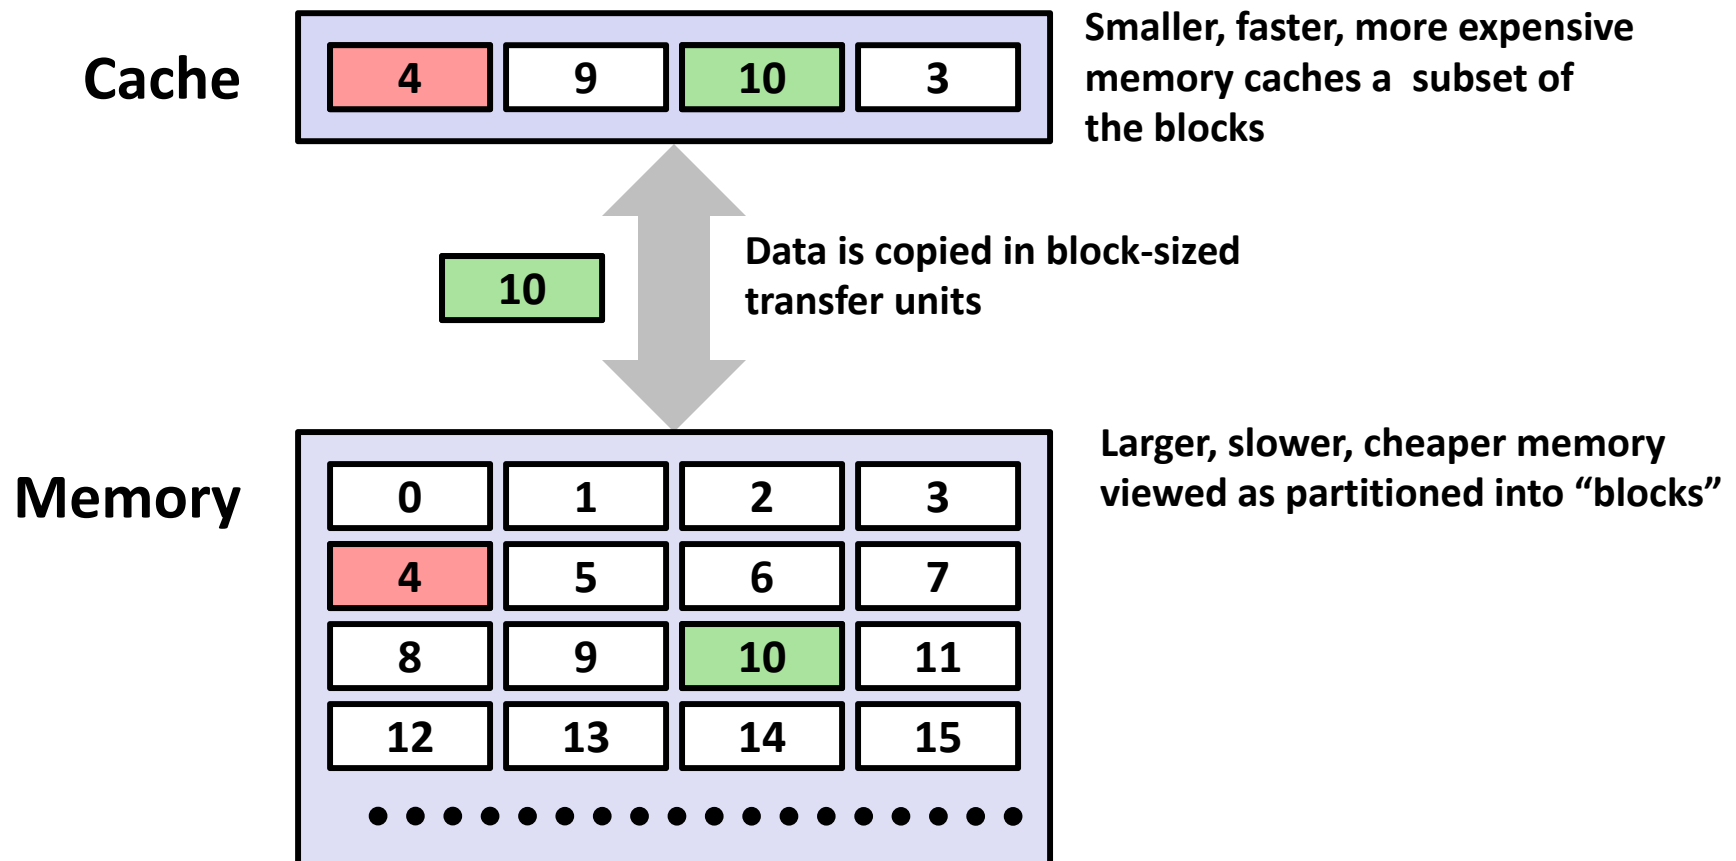 Cache
4 9 10 3
Smaller, faster, more expensive
memory caches a  subset of
the blocks
10
Data is copied in block-sized
transfer units
Memory
0 1 2 3
4 5 6 7
8 9 10 11
12 13 14 15
Larger, slower, cheaper memory
viewed as partitioned into “blocks”